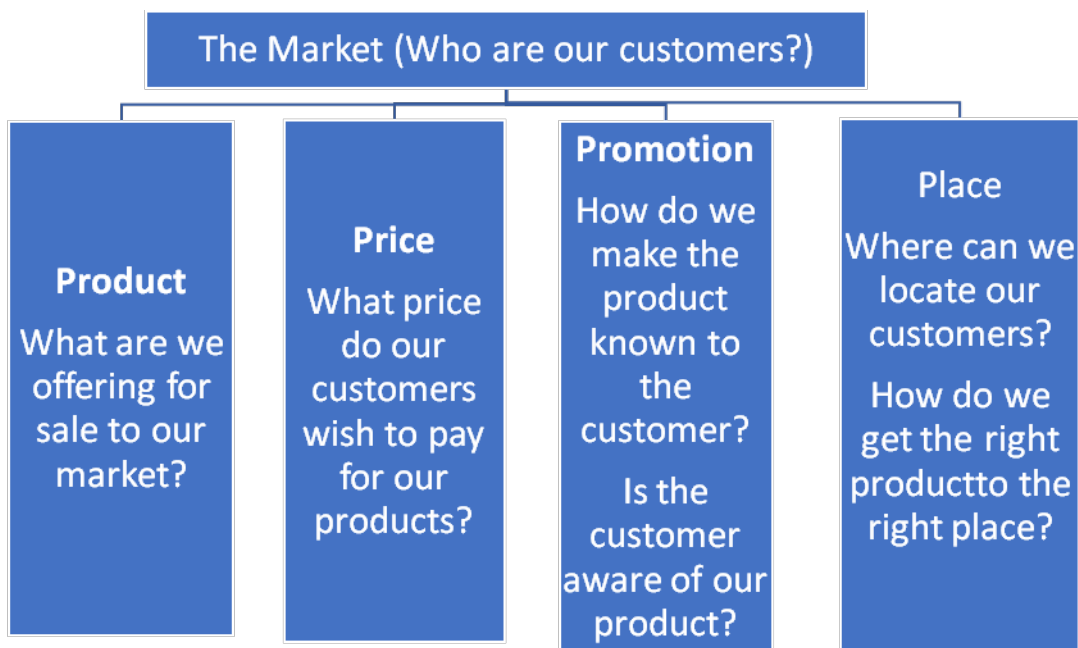 The Market (Who are our customers?)
Product
What are we
offering for
sale to our
market?
Price
What price
do our
customers
wish to pay
for our
products?
Promotion
How do we
make the
product
known to
the
customer?
Is the
customer
aware of our
product?
Place
Where can we
locate our
customers?
How do we
get the right
productto the
right place?